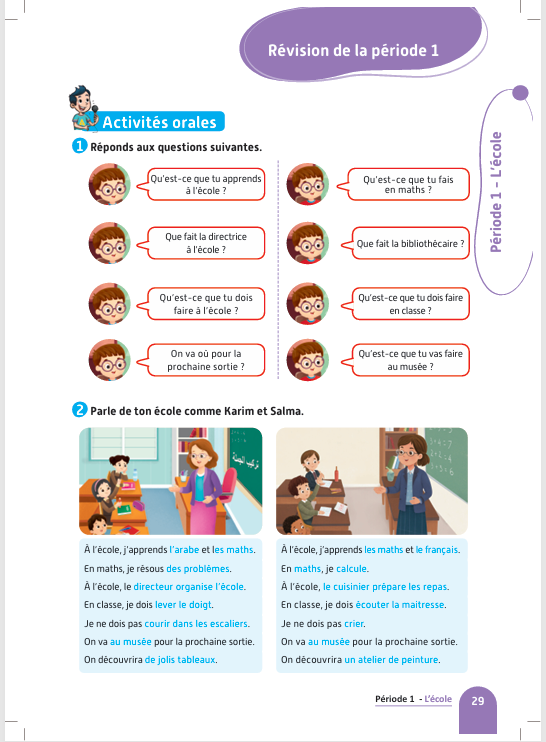 Révision de la période 1
Période 1 - L'école
Activités orales
1 Réponds aux questions suivantes.
Qu'est-ce que tu apprends
à l'école ?
Qu'est-ce que tu fais
en maths ?
Que fait la directrice
à l'école ?
Que fait la bibliothécaire ?
Qu'est-ce que tu dois
faire à l'école ?
Qu'est-ce que tu dois faire
en classe ?
On va où pour la
prochaine sortie ?
Qu'est-ce que tu vas faire
au musée ?
2 Parle de ton école comme Karim et Salma.
À l'école, j'apprends l'arabe et les maths.
En maths, je résous des problèmes.
À l'école, le directeur organise l'école.
En classe, je dois lever le doigt.
Je ne dois pas courir dans les escaliers.
On va au musée pour la prochaine sortie.
On découvrira de jolis tableaux.
À l'école, j'apprends les maths et le français.
En maths, je calcule.
À l'école, le cuisinier prépare les repas.
En classe, je dois écouter la maitresse.
Je ne dois pas crier.
On va au musée pour la prochaine sortie.
On découvrira un atelier de peinture.
Période 1 - L'école
29